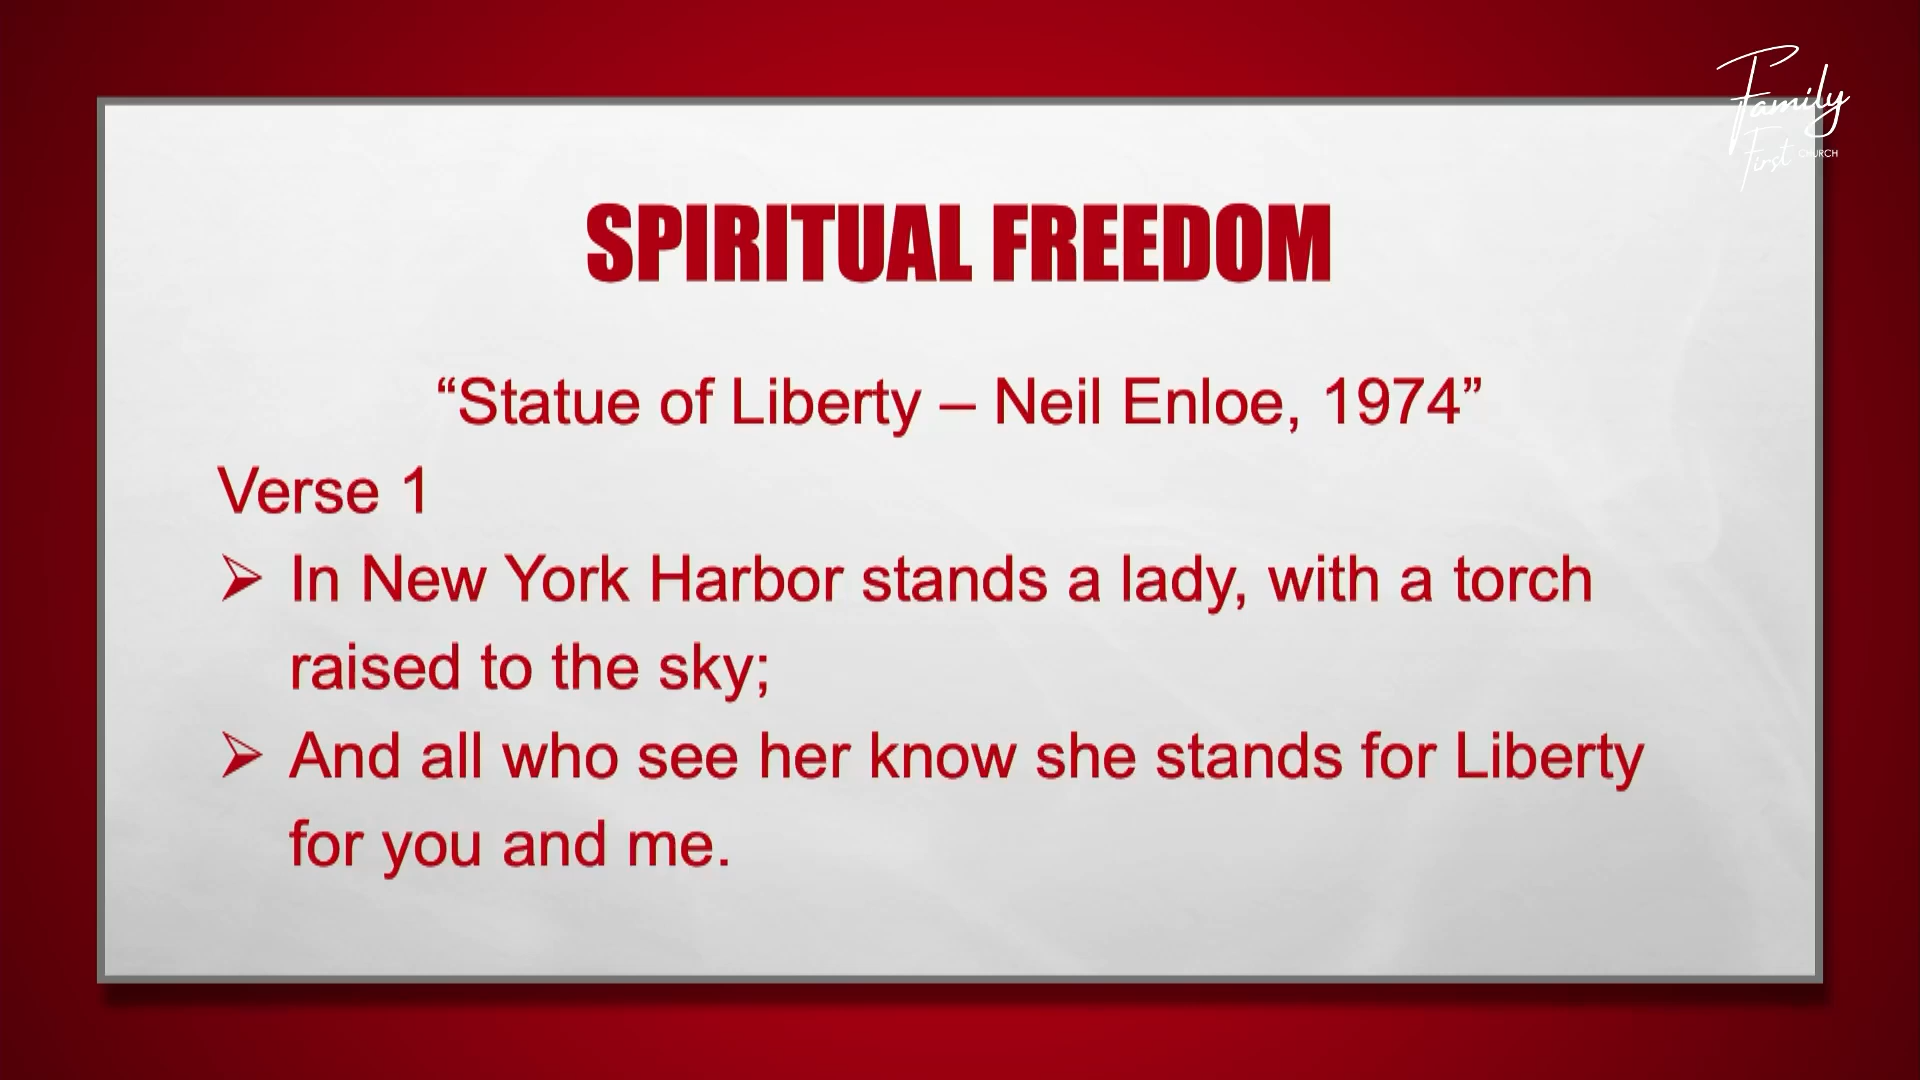 Family
First CHURCH
SPIRITUAL FREEDOM
“Statue of Liberty – Neil Enloe, 1974”
Verse 1
➢ In New York Harbor stands a lady, with a torch
raised to the sky;
➢ And all who see her know she stands for Liberty
for you and me.